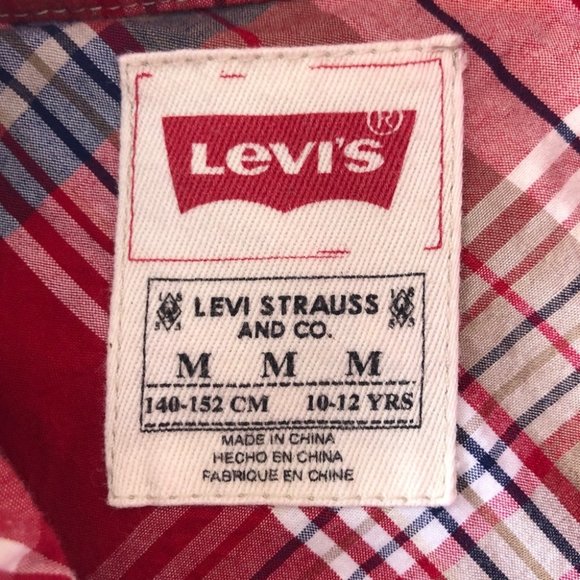 LEVI'S ®
LEVI STRAUSS
AND CO.
M M M
140-152 CM 10-12 YRS
MADE IN CHINA
HECHO EN CHINA
FABRIQUE EN CHINE